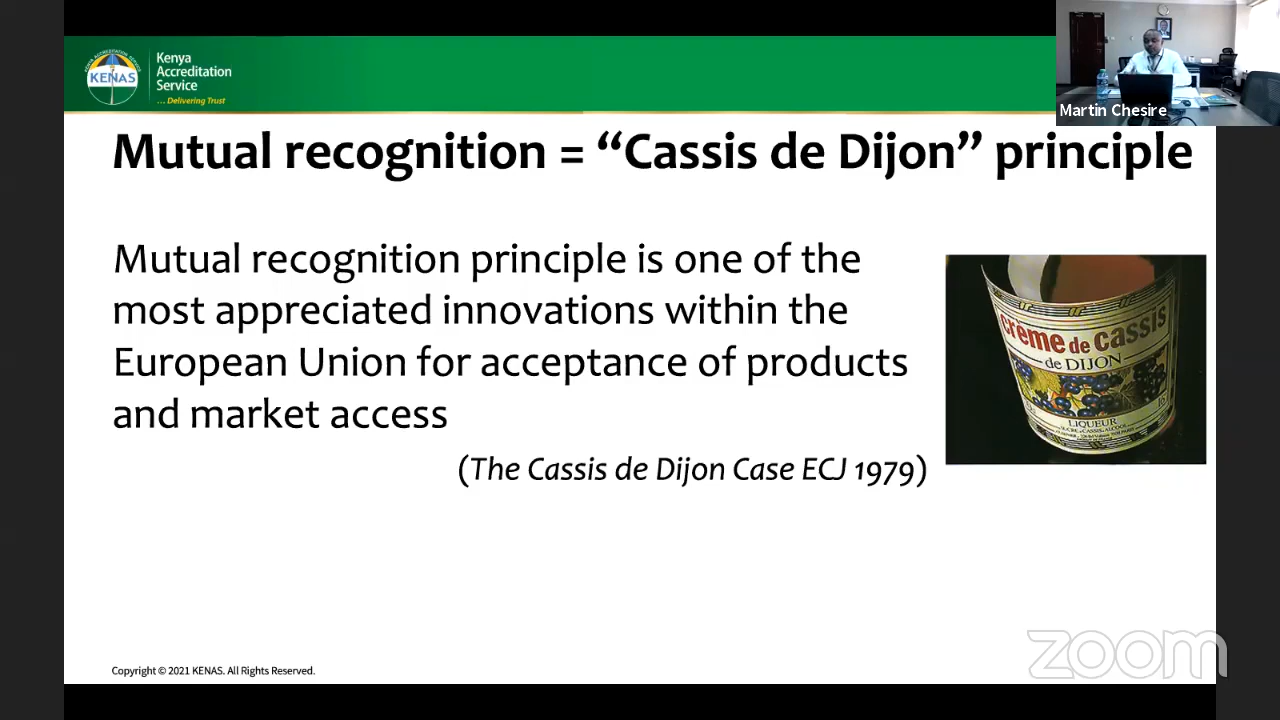 KENAS
Kenya
Accreditation
Service
... Delivering Trust
Martin Chesire
Mutual recognition = “Cassis de Dijon” principle
Mutual recognition principle is one of the
most appreciated innovations within the
European Union for acceptance of products
and market access
(The Cassis de Dijon Case ECJ 1979)
crème de cassis
de DIJON
LIQUEUR
Copyright © 2021 KENAS. All Rights Reserved.
zoom